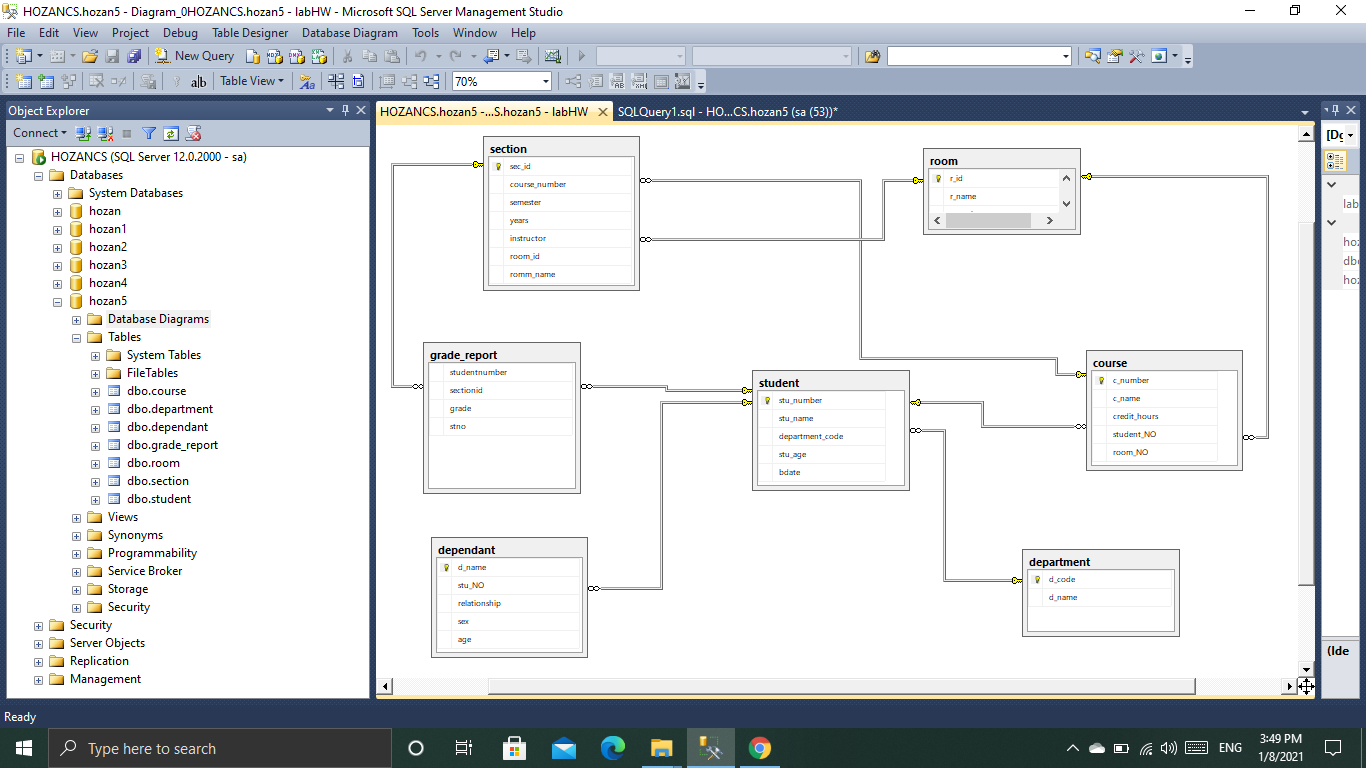 HOZANCS.hozan5 - Diagram_0HOZANCS.hozan - labHW - Microsoft SQL Server Management Studio
File Edit View Project Debug Table Designer Database Diagram Tools Window Help
New Query
ab Table View 70%
Object Explorer
Connect
HOZANCS (SQL Server 12.0.2000 - sa)
Databases
System Databases
hozan
hozan1
hozan2
hozan3
hozan4
hozan5
Database Diagrams
Tables
System Tables
FileTables
dbo.course
dbo.department
dbo.dependant
dbo.grade_report
dbo.room
dbo.section
dbo.student
Views
Synonyms
Programmability
Service Broker
Storage
Security
Security
Server Objects
Replication
Management
HOZANCS.hozan5 -...S.hozan5 - labHW
SQLQuery1.sql - HO...CS.hozan5 (sa (53))*
section
sec_id
course_number
semester
years
instructor
room_id
romm_name
room
r_id
r_name
grade_report
studentnumber
sectionid
grade
stno
student
stu_number
stu_name
department_code
stu_age
bdate
course
c_number
c_name
credit_hours
student_NO
room_NO
dependant
d_name
stu_NO
relationship
sex
age
department
d_code
d_name
lab
hoz
dbo
hoz
(Ide
Ready
Type here to search
ENG
3:49 PM
1/8/2021